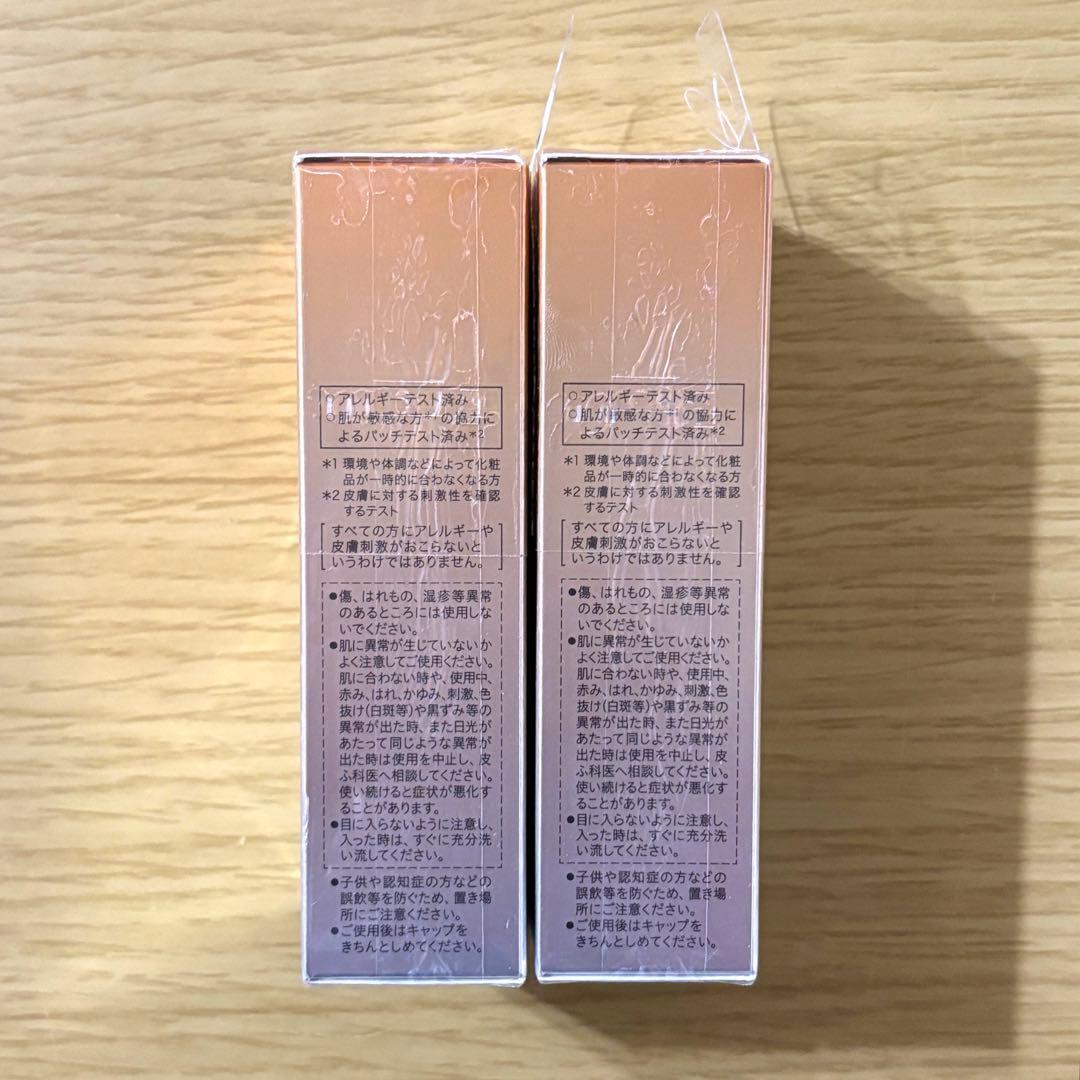 ○アレルギーテスト済み
○肌が敏感な方*1の協力に
よるパッチテスト済み*2
*1 環境や体調などによって化粧
品が一時的に合わなくなる方
*2 皮膚に対する刺激性を確認
するテスト
すべての方にアレルギーや
皮膚刺激がおこらないと
いうわけではありません。
●傷、はれもの、湿疹等異常
のあるところには使用しな
いでください。
●肌に異常が生じていないか
よく注意してご使用ください。
肌に合わない時や、使用中、
赤み、はれ、かゆみ、刺激、色
抜け(白斑等)や黒ずみ等の
異常が出た時、また日光が
あたって同じような異常が
出た時は使用を中止し、皮
ふ科医へ相談してください。
使い続けると症状が悪化す
ることがあります。
●目に入らないように注意し、
入った時は、すぐに充分洗
い流してください。
●子供や認知症の方などの
誤飲等を防ぐため、置き場
所にご注意ください。
●ご使用後はキャップを
きちんとしめてください。
○アレルギーテスト済み
○肌が敏感な方*1の協力に
よるパッチテスト済み*2
*1 環境や体調などによって化粧
品が一時的に合わなくなる方
*2 皮膚に対する刺激性を確認
するテスト
すべての方にアレルギーや
皮膚刺激がおこらないと
いうわけではありません。
●傷、はれもの、湿疹等異常
のあるところには使用しな
いでください。
●肌に異常が生じていないか
よく注意してご使用ください。
肌に合わない時や、使用中、
赤み、はれ、かゆみ、刺激、色
抜け(白斑等)や黒ずみ等の
異常が出た時、また日光が
あたって同じような異常が
出た時は使用を中止し、皮
ふ科医へ相談してください。
使い続けると症状が悪化す
ることがあります。
●目に入らないように注意し、
入った時は、すぐに充分洗
い流してください。
●子供や認知症の方などの
誤飲等を防ぐため、置き場
所にご注意ください。
●ご使用後はキャップを
きちんとしめてください。